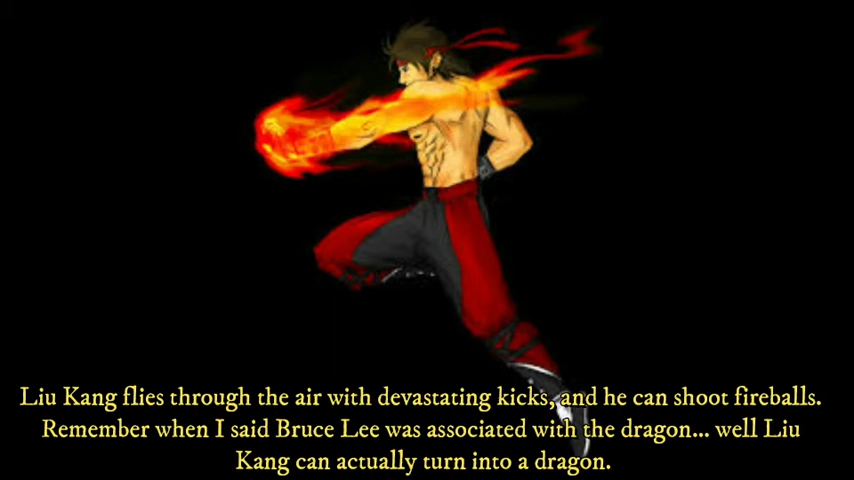 Liu Kang flies through the air with devastating kicks, and he can shoot fireballs.
Remember when I said Bruce Lee was associated with the dragon... well Liu
Kang can actually turn into a dragon.